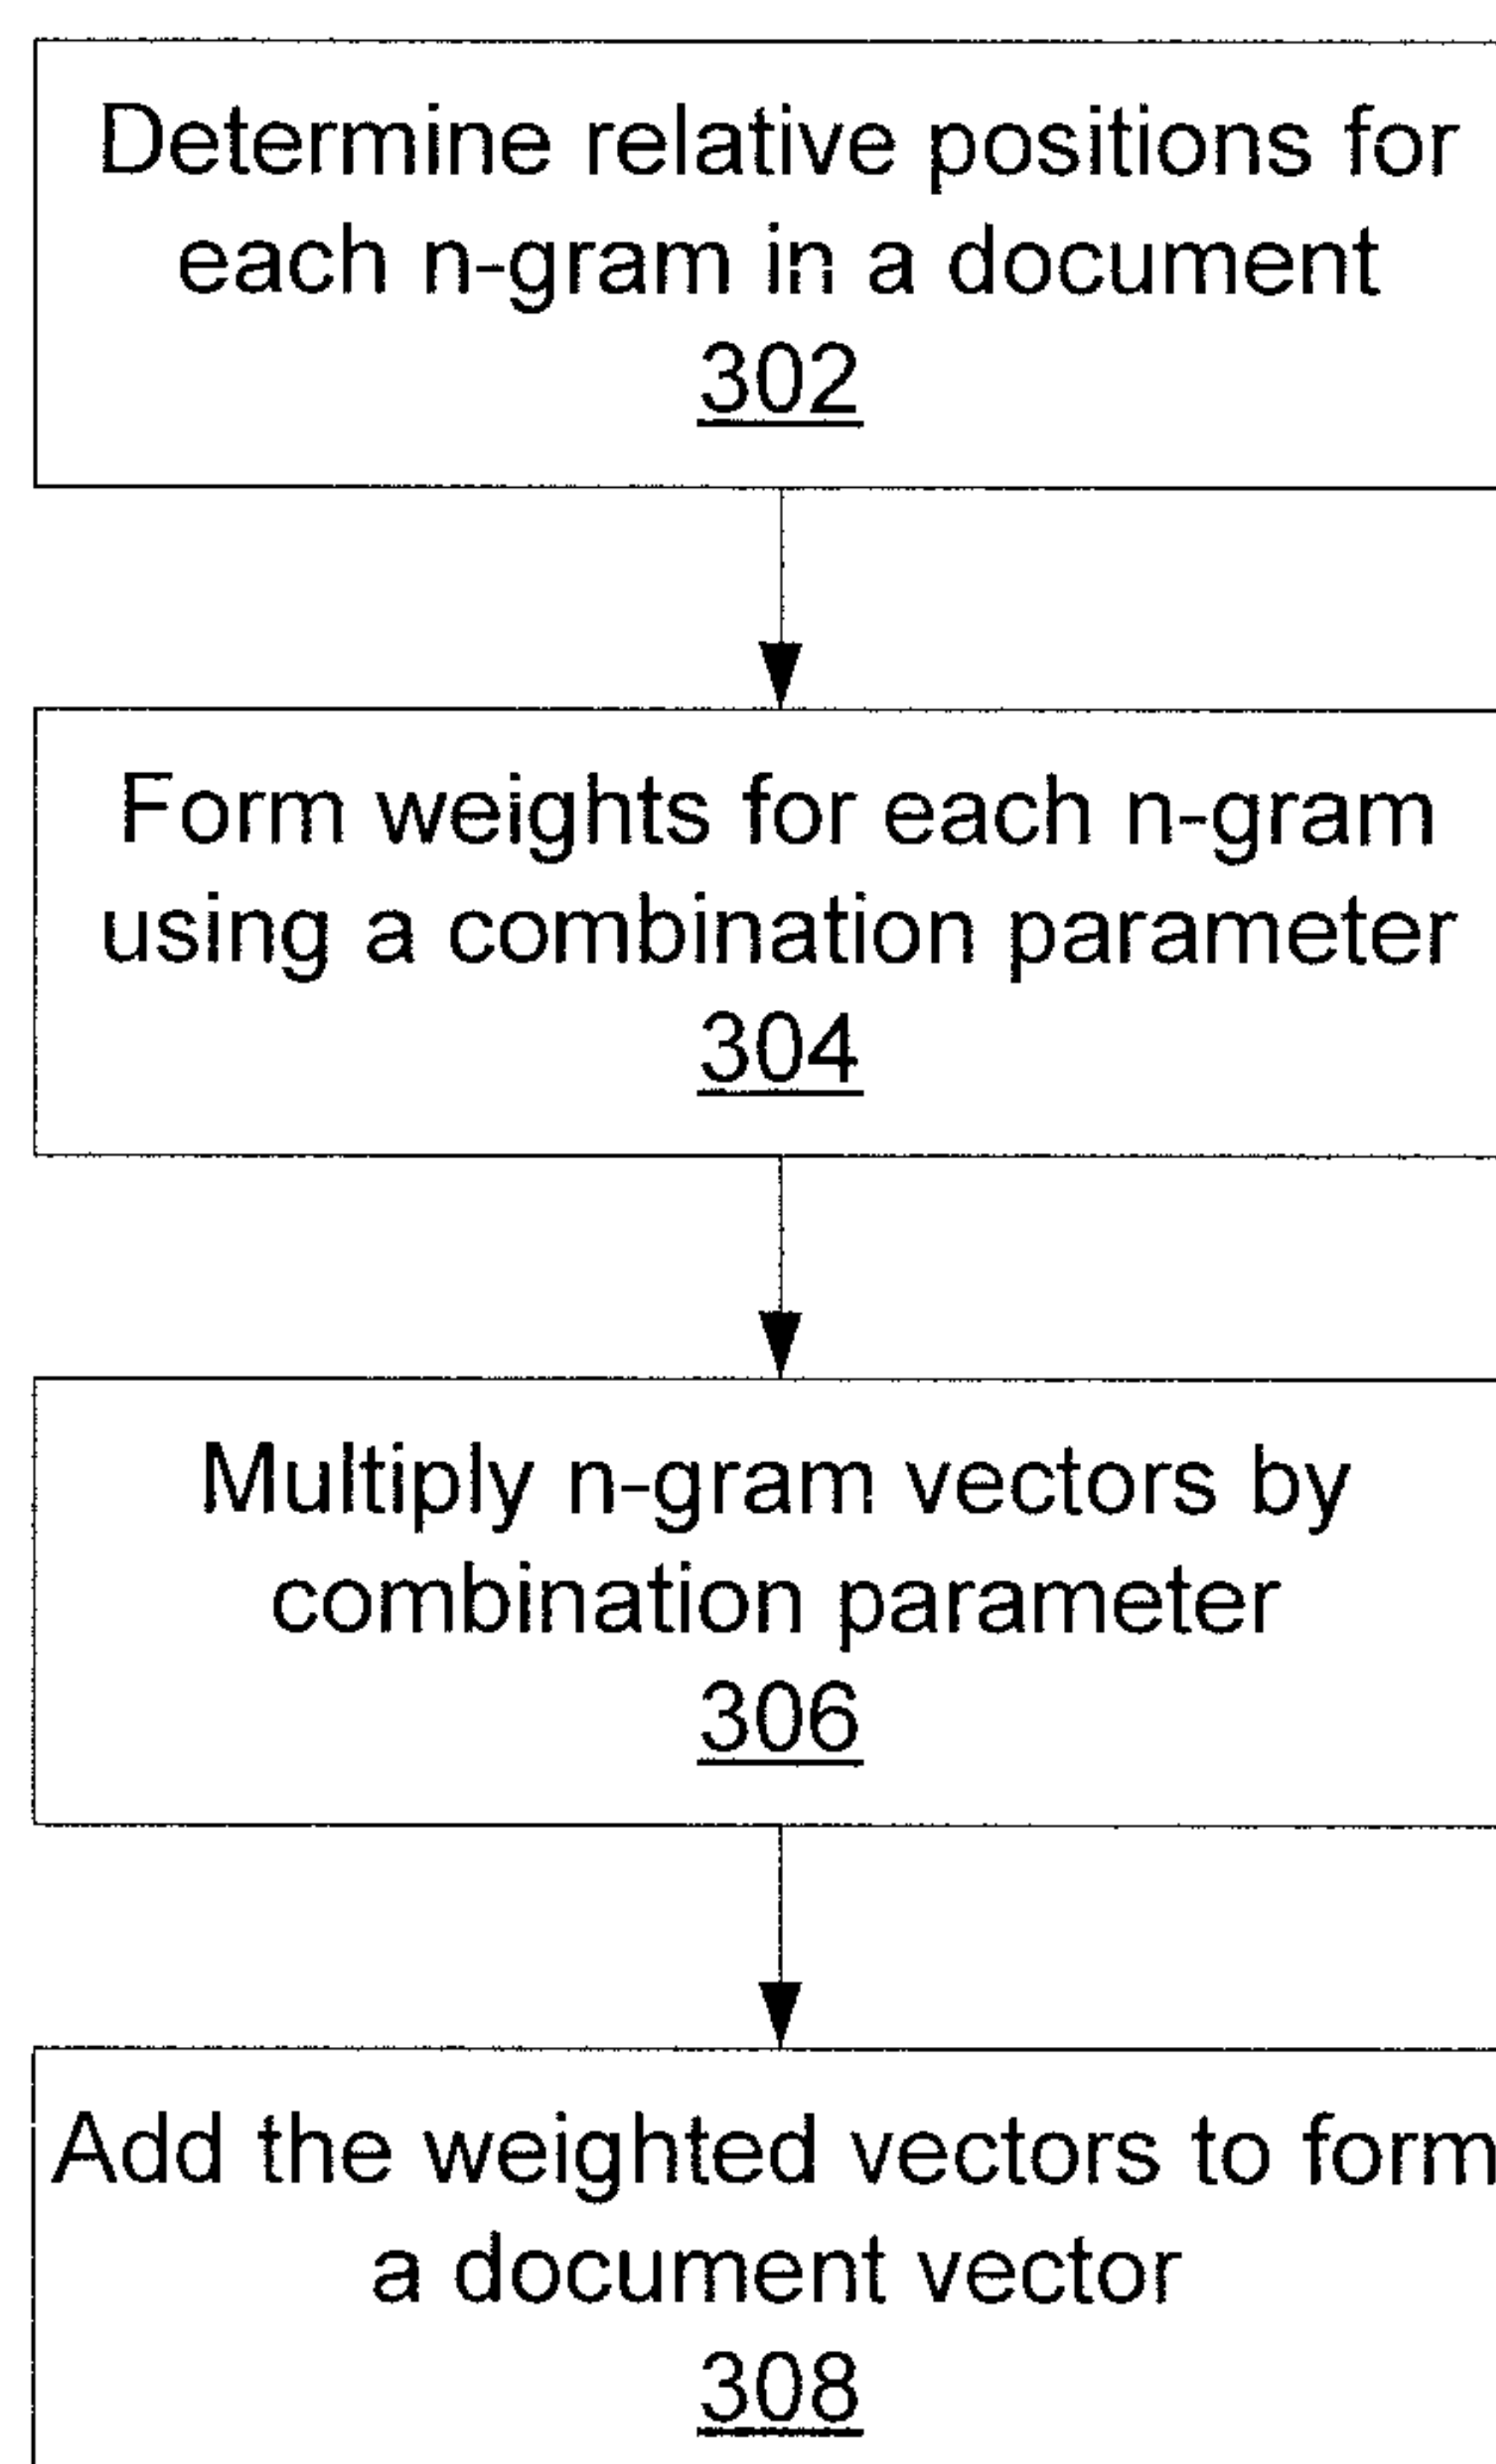 Determine relative positions for
each n-gram in a document
302
Form weights for each n-gram
using a combination parameter
304
Multiply n-gram vectors by
combination parameter
306
Add the weighted vectors to form
a document vector
308